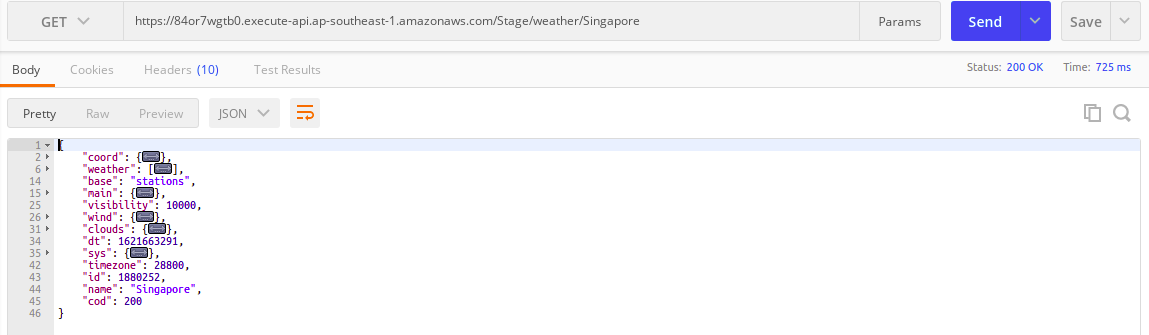 GET https://84or7wgtb0.execute-api.ap-southeast-1.amazonaws.com/Stage/weather/Singapore Params Send Save
Body Cookies Headers (10) Test Results Status: 200 OK Time: 725 ms
Pretty Raw Preview JSON
1 {
2 "coord": {},
6 "weather": [],
14 "base": "stations",
15 "main": {},
25 "visibility": 10000,
26 "wind": {},
31 "clouds": {},
34 "dt": 1621663291,
35 "sys": {},
42 "timezone": 28800,
43 "id": 1880252,
44 "name": "Singapore",
45 "cod": 200
46 }